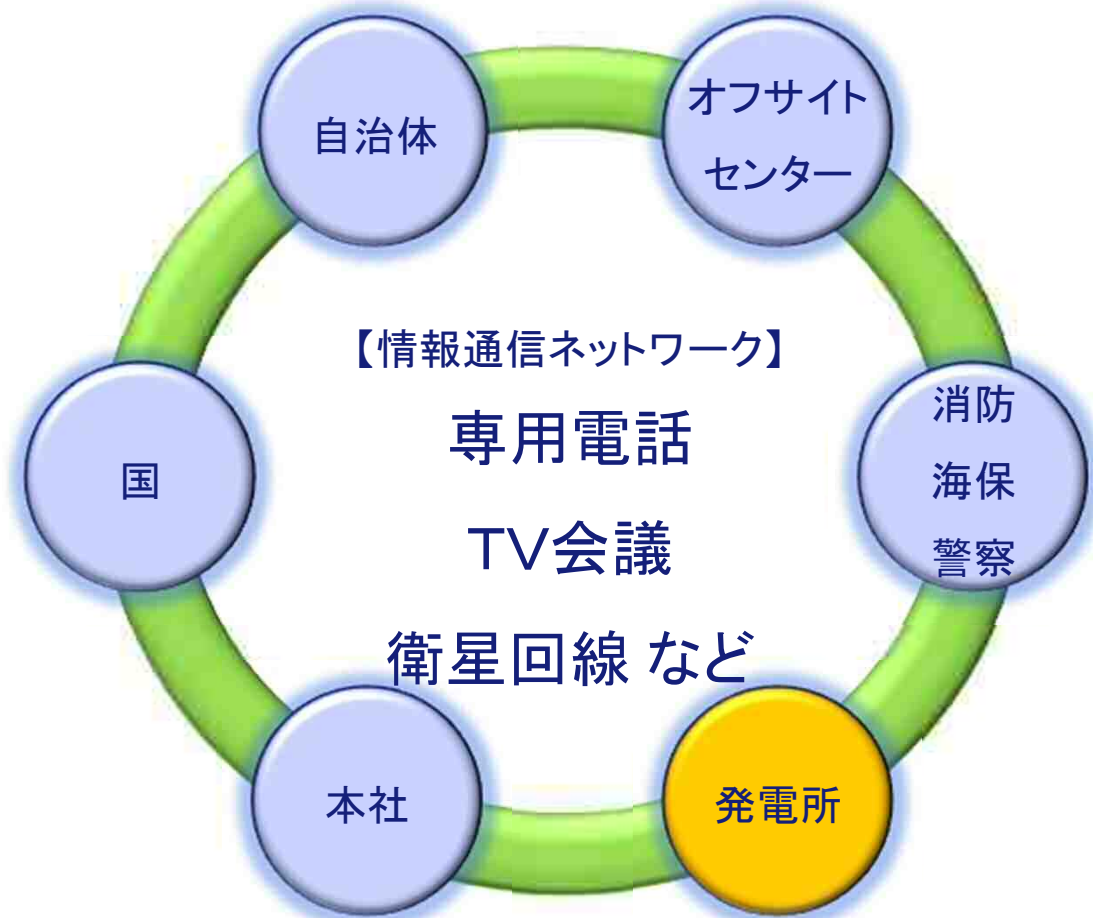 自治体
オフサイト
センター
【情報通信ネットワーク】
専用電話
TV会議
衛星回線 など
国
消防
海保
警察
本社
発電所